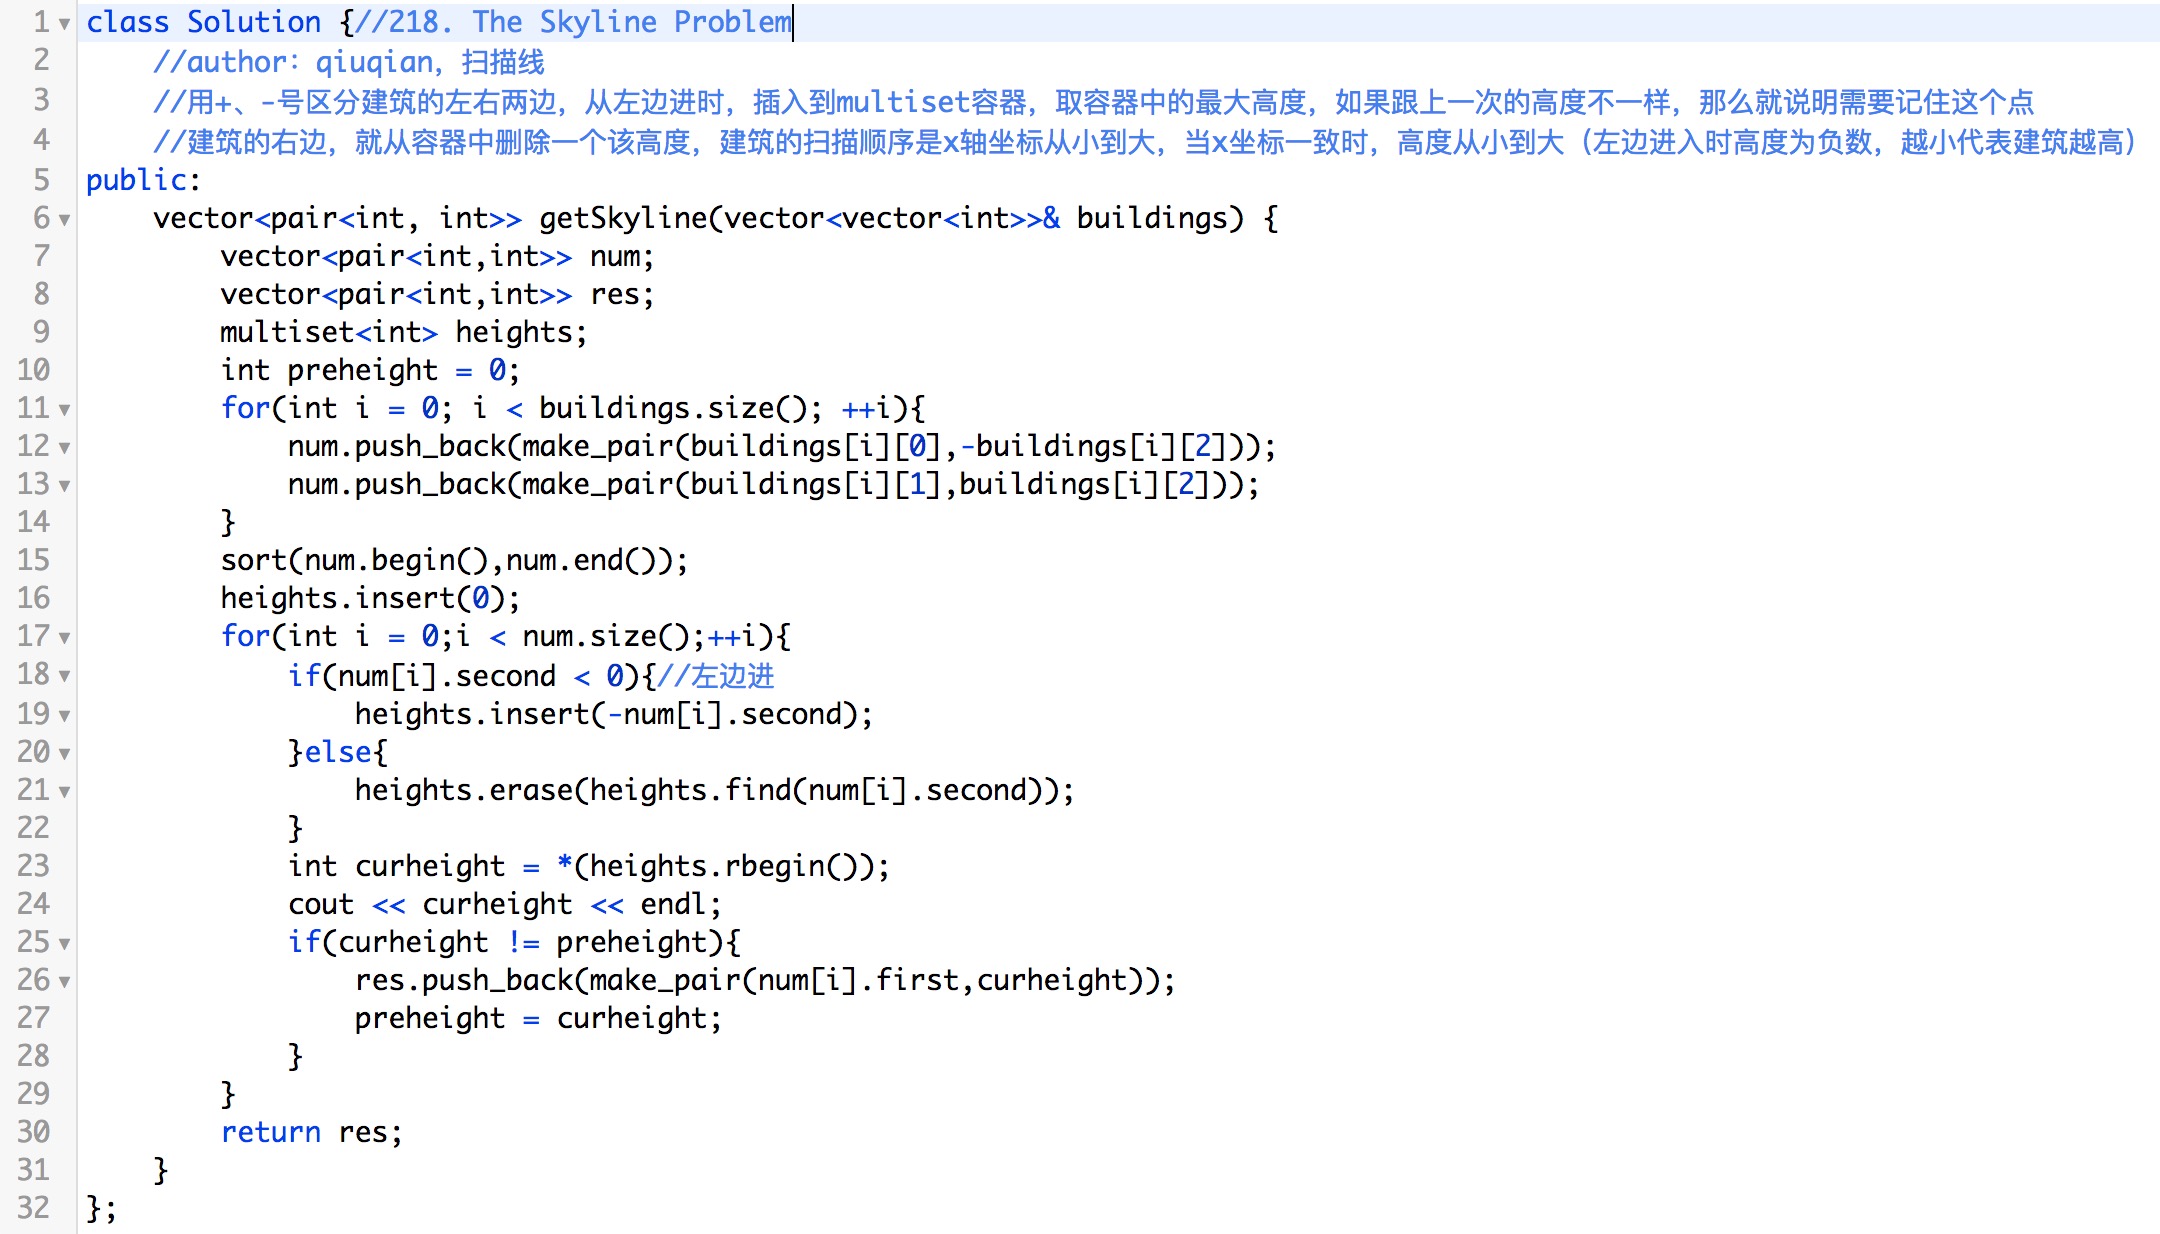 1 class Solution {//218. The Skyline Problem
2     //author: qiuqian，扫描线
3     //用+、-号区分建筑的左右两边，从左边进时，插入到multiset容器，取容器中的最大高度，如果跟上一次的高度不一样，那么就说明需要记住这个点
4     //建筑的右边，就从容器中删除一个该高度，建筑的扫描顺序是x轴坐标从小到大，当x坐标一致时，高度从小到大（左边进入时高度为负数，越小代表建筑越高）
5 public:
6     vector<pair<int, int>> getSkyline(vector<vector<int>>& buildings) {
7         vector<pair<int,int>> num;
8         vector<pair<int,int>> res;
9         multiset<int> heights;
10         int preheight = 0;
11         for(int i = 0; i < buildings.size(); ++i){
12             num.push_back(make_pair(buildings[i][0],-buildings[i][2]));
13             num.push_back(make_pair(buildings[i][1],buildings[i][2]));
14         }
15         sort(num.begin(),num.end());
16         heights.insert(0);
17         for(int i = 0;i < num.size();++i){
18             if(num[i].second < 0){//左边进
19                 heights.insert(-num[i].second);
20             }else{
21                 heights.erase(heights.find(num[i].second));
22             }
23             int curheight = *(heights.rbegin());
24             cout << curheight << endl;
25             if(curheight != preheight){
26                 res.push_back(make_pair(num[i].first,curheight));
27                 preheight = curheight;
28             }
29         }
30         return res;
31     }
32 };